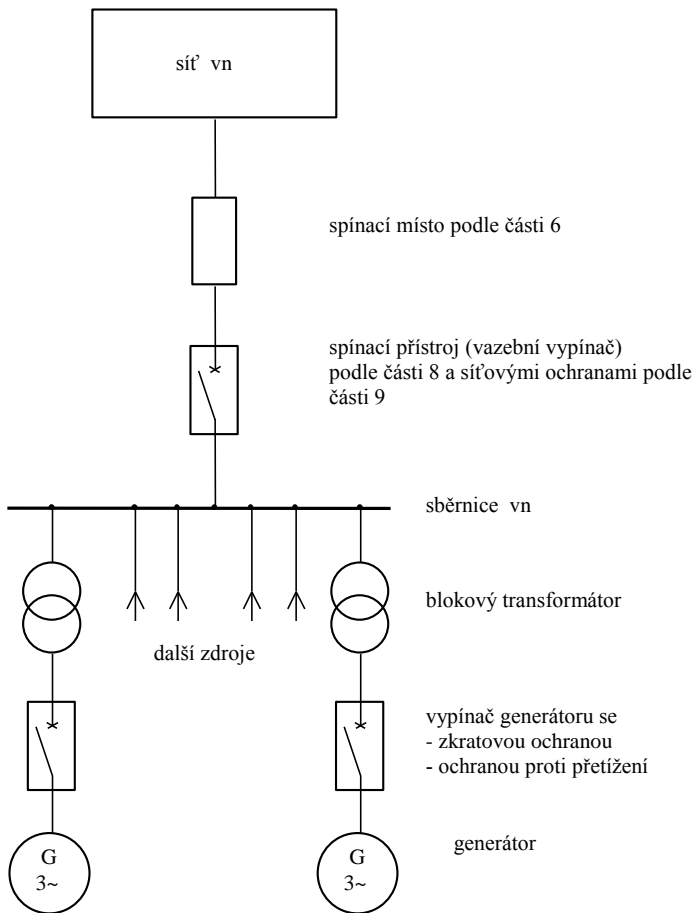 síť vn
spínací místo podle části 6
spínací přístroj (vazební vypínač)
podle části 8 a síťovými ochranami podle
části 9
sběrnice vn
blokový transformátor
další zdroje
vypínač generátoru se
- zkratovou ochranou
- ochranou proti přetížení
G
3~
G
3~
generátor